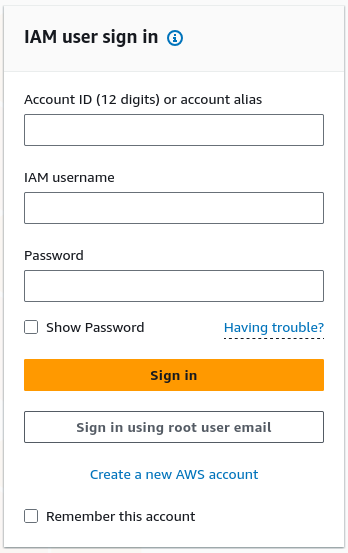 IAM user sign in
Account ID (12 digits) or account alias
IAM username
Password
Show Password Having trouble?
Sign in
Sign in using root user email
Create a new AWS account
Remember this account